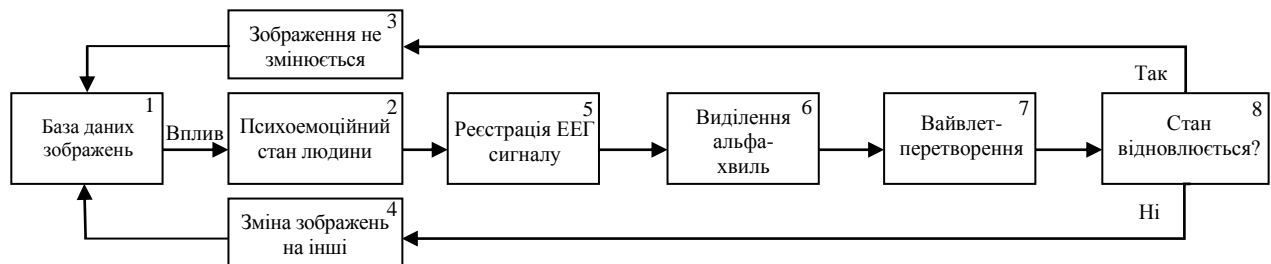 3
Зображення не
змінюється
Так
1
База даних
зображень
Вплив
2
Психоемоційний
стан людини
5
Реєстрація ЕЕГ
сигналу
6
Виділення
альфа-
хвиль
7
Вайвлет-
перетворення
8
Стан
відновлюється?
4
Зміна зображень
на інші
Ні